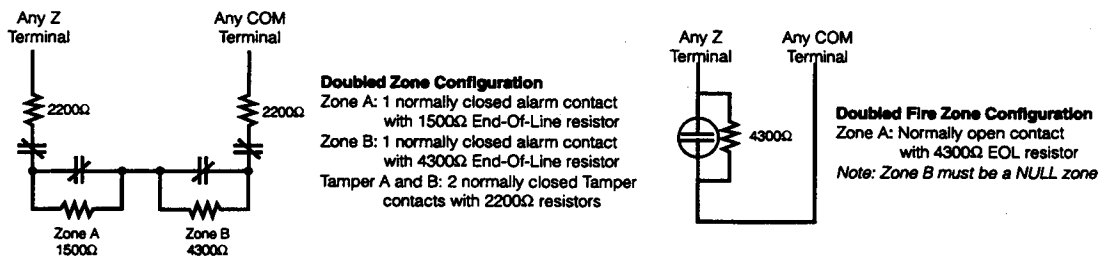 Any Z
Terminal
Any COM
Terminal
2200Ω
2200Ω
Zone A
1500Ω
Zone B
4300Ω
Doubled Zone Configuration
Zone A: 1 normally closed alarm contact
with 1500Ω End-Of-Line resistor
Zone B: 1 normally closed alarm contact
with 4300Ω End-Of-Line resistor
Tamper A and B: 2 normally closed Tamper
contacts with 2200Ω resistors
Any Z
Terminal
Any COM
Terminal
4300Ω
Doubled Fire Zone Configuration
Zone A: Normally open contact
with 4300Ω EOL resistor
Note: Zone B must be a NULL zone